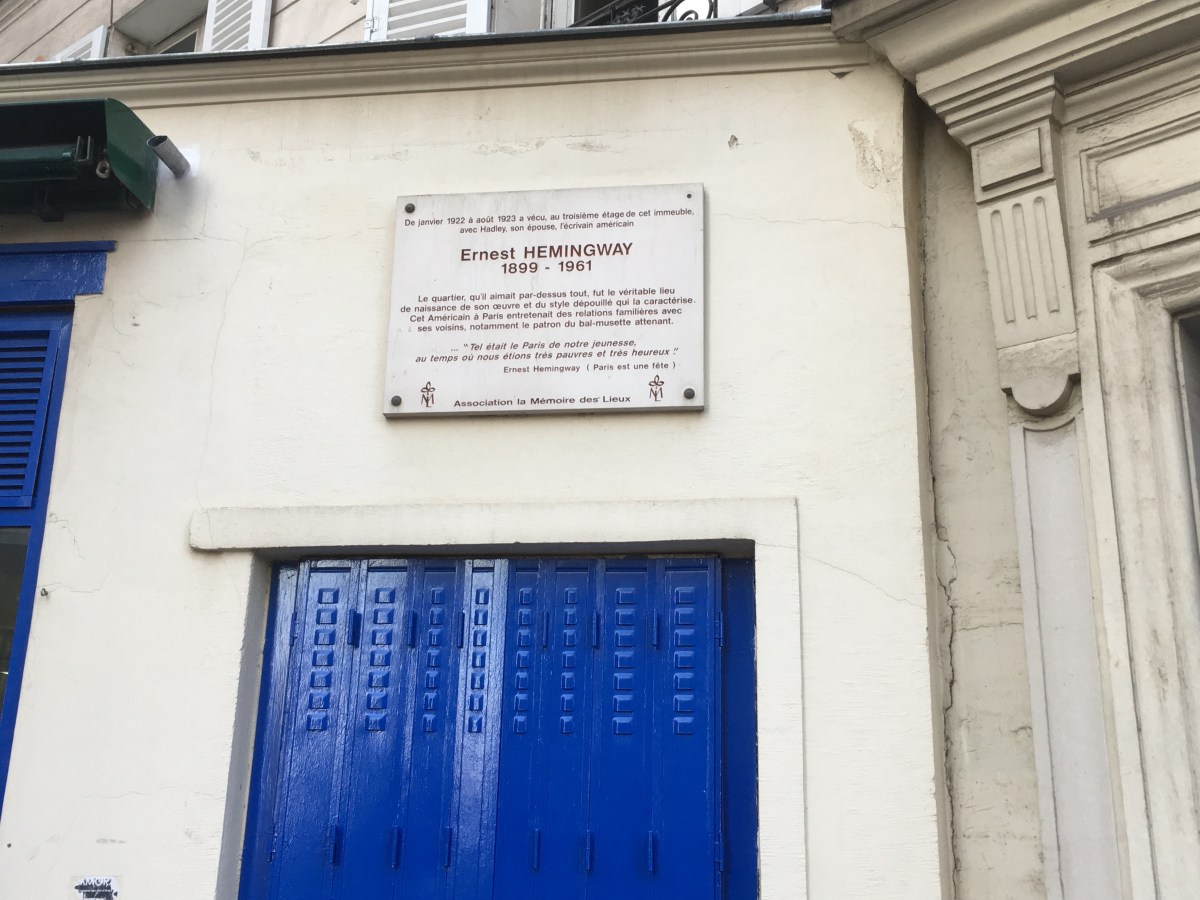 De janvier 1922 à août 1923 a vécu, au troisième étage de cet immeuble,
avec Hadley, son épouse, l'écrivain américain
Ernest HEMINGWAY
1899 - 1961
Le quartier, qu'il aimait par-dessus tout, fut le véritable lieu
de naissance de son œuvre et du style dépouillé qui la caractérise.
Cet Américain à Paris entretenait des relations familières avec
ses voisins, notamment le patron du bal-musette attenant.
... "Tel était le Paris de notre jeunesse,
au temps où nous étions très pauvres et très heureux."
Ernest Hemingway ( Paris est une fête )
Association la Mémoire des Lieux